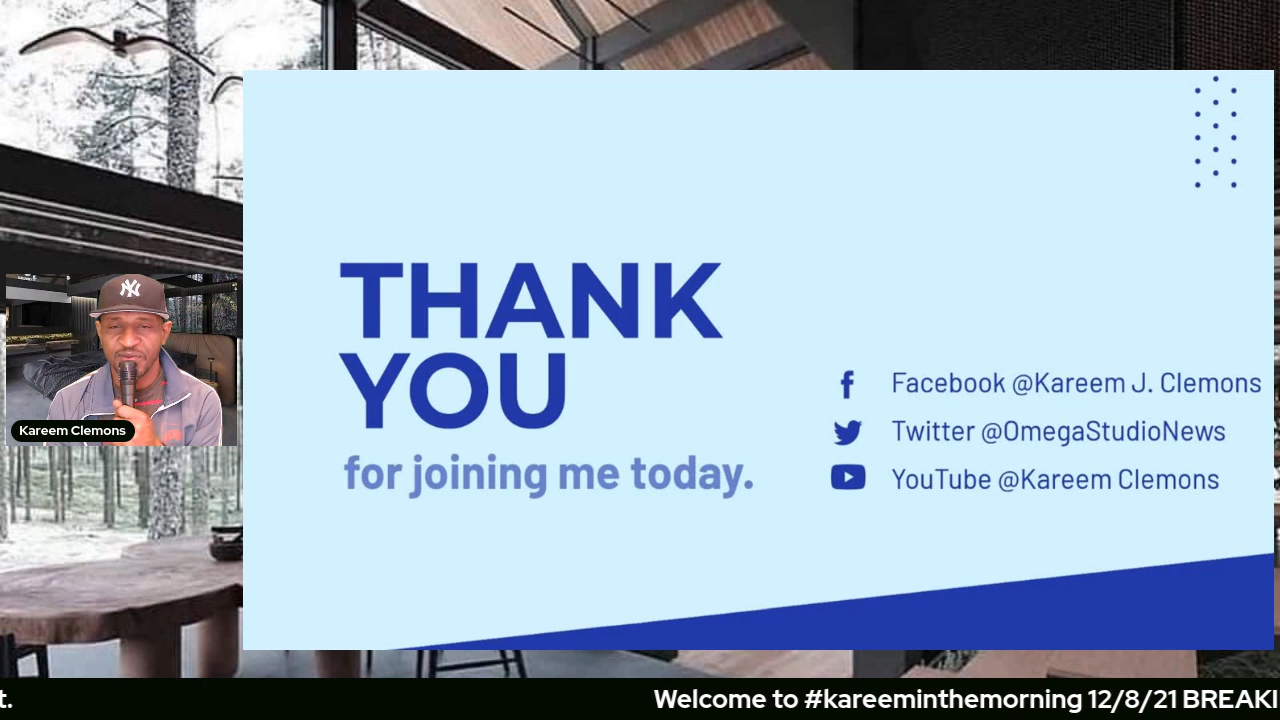 THANK
YOU
for joining me today.
Facebook @Kareem J. Clemons
Twitter @OmegaStudioNews
YouTube @Kareem Clemons
NY
Kareem Clemons
t.
Welcome to #kareeminthemorning 12/8/21 BREAKI